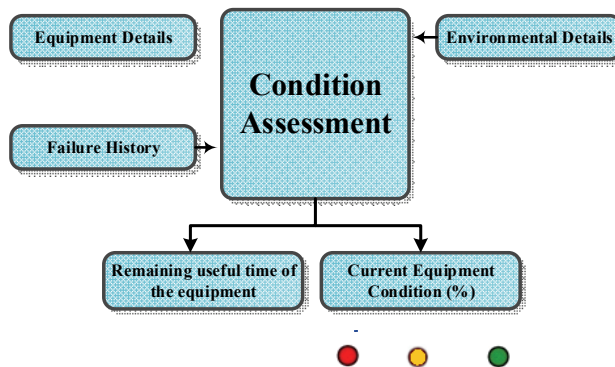 Equipment Details
Environmental Details
Condition
Assessment
Failure History
Remaining useful time of
the equipment
Current Equipment
Condition (%)